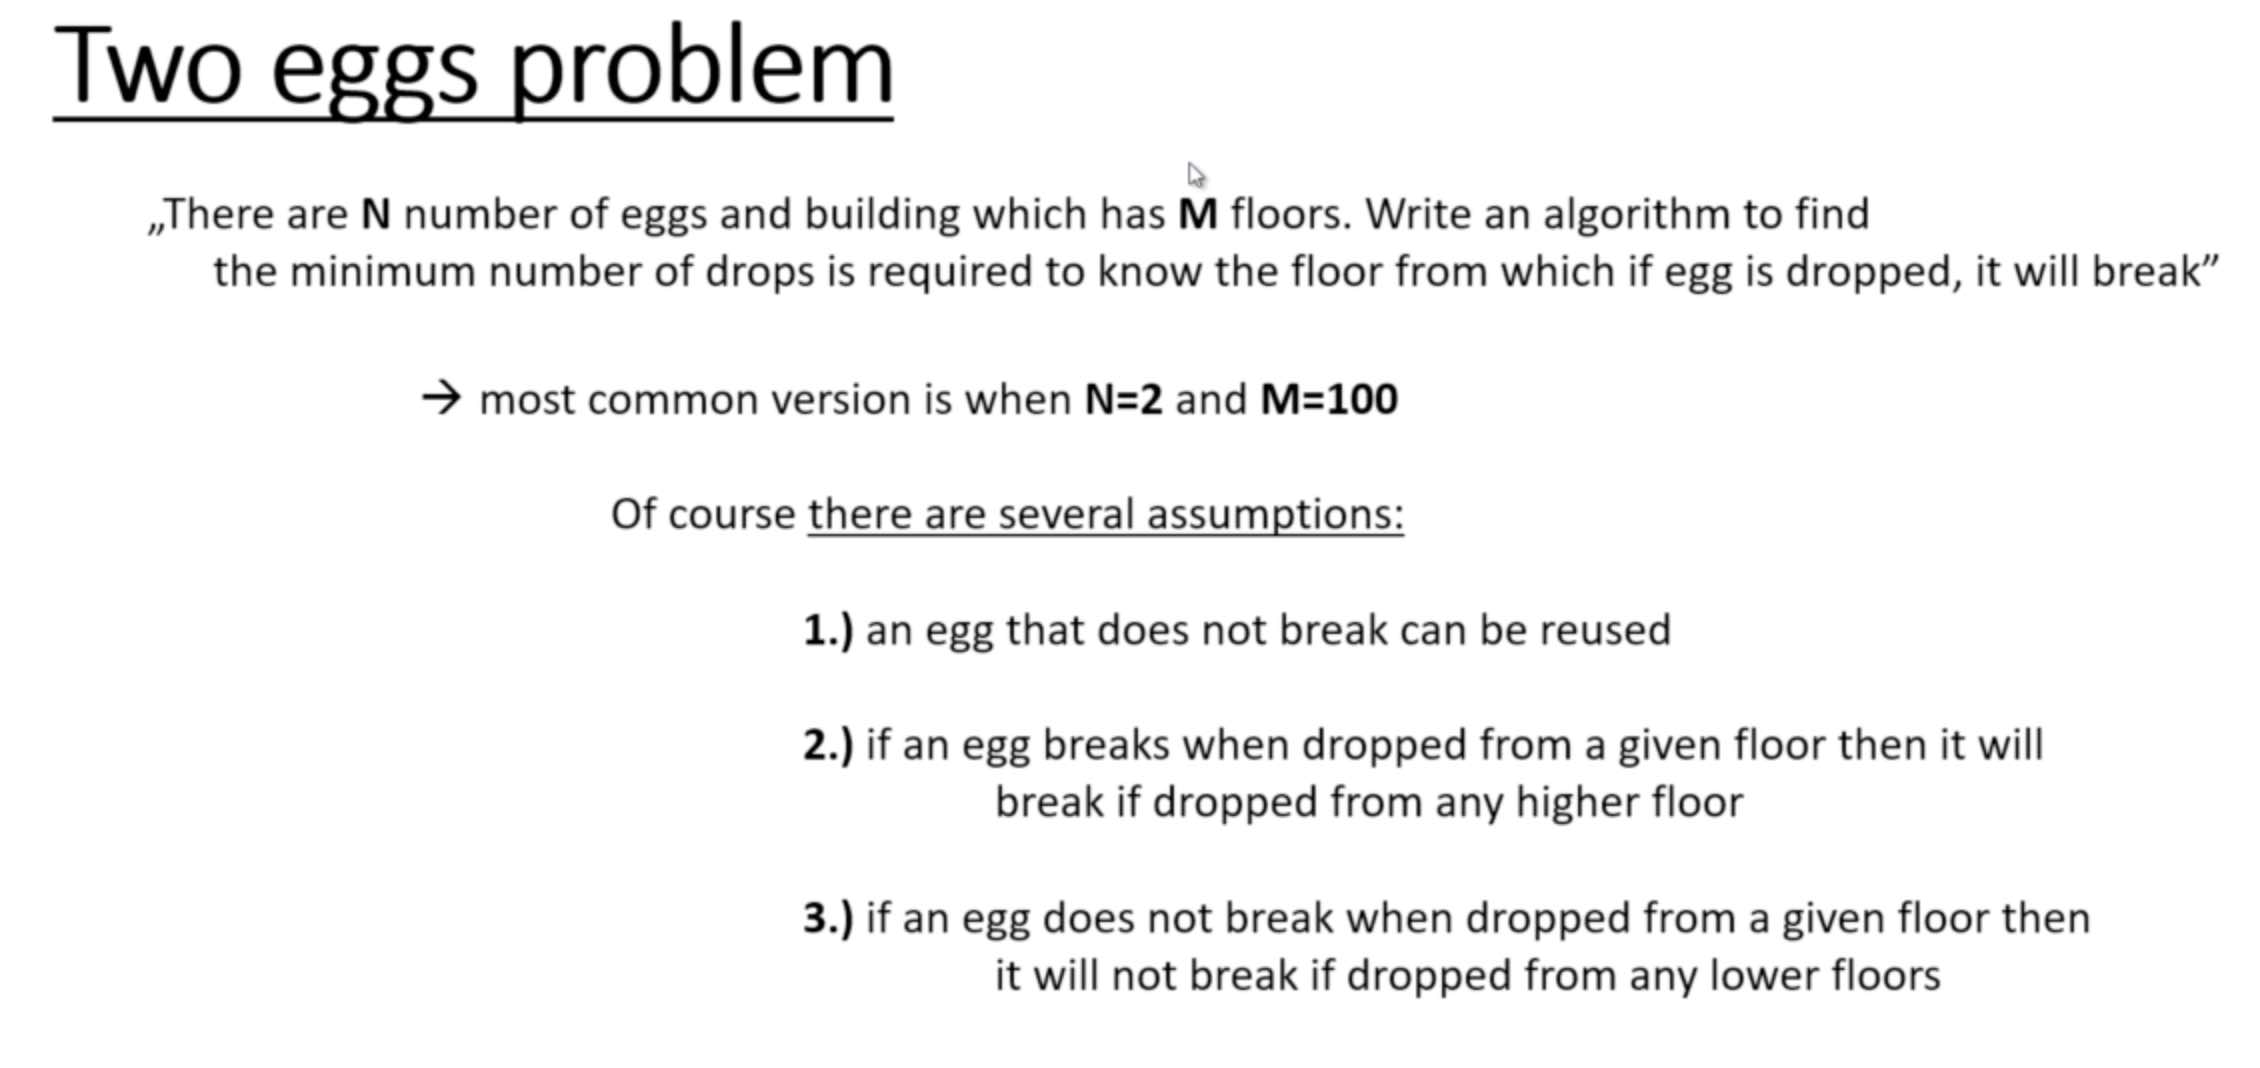 Two eggs problem
„There are N number of eggs and building which has M floors. Write an algorithm to find
the minimum number of drops is required to know the floor from which if egg is dropped, it will break”
→ most common version is when N=2 and M=100
Of course there are several assumptions:
1.) an egg that does not break can be reused
2.) if an egg breaks when dropped from a given floor then it will
break if dropped from any higher floor
3.) if an egg does not break when dropped from a given floor then
it will not break if dropped from any lower floors